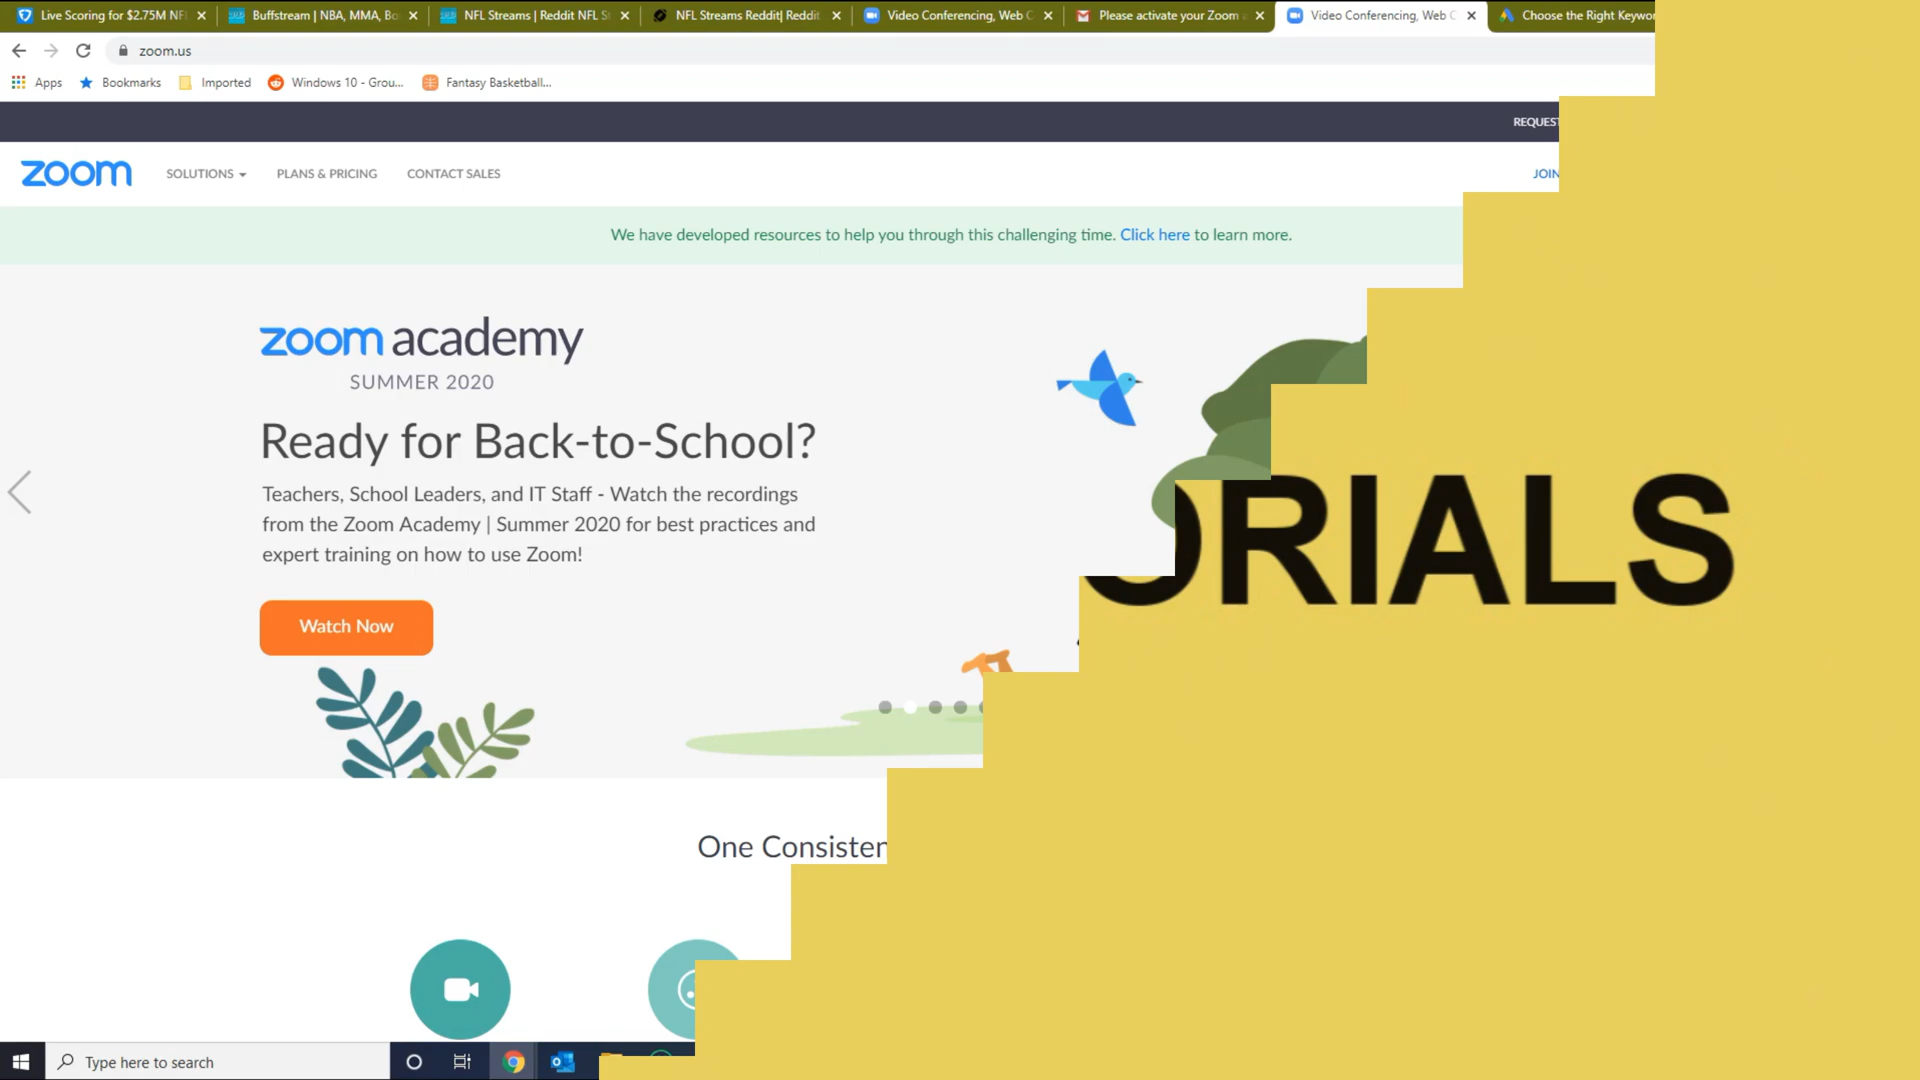 Live Scoring for $2.75M NF
Buffstream | NBA, MMA, Bo
NFL Streams | Reddit NFL S
NFL Streams Reddit| Reddit
Video Conferencing, Web C
Please activate your Zoom
Video Conferencing, Web C
Choose the Right Keywo
zoom.us
Apps
Bookmarks
Imported
Windows 10 - Grou...
Fantasy Basketball...
REQUEST
zoom
SOLUTIONS
PLANS & PRICING
CONTACT SALES
JOIN
We have developed resources to help you through this challenging time. Click here to learn more.
zoom academy
SUMMER 2020
Ready for Back-to-School?
Teachers, School Leaders, and IT Staff - Watch the recordings
from the Zoom Academy | Summer 2020 for best practices and
expert training on how to use Zoom!
Watch Now
ORIALS
One Consisten
Type here to search